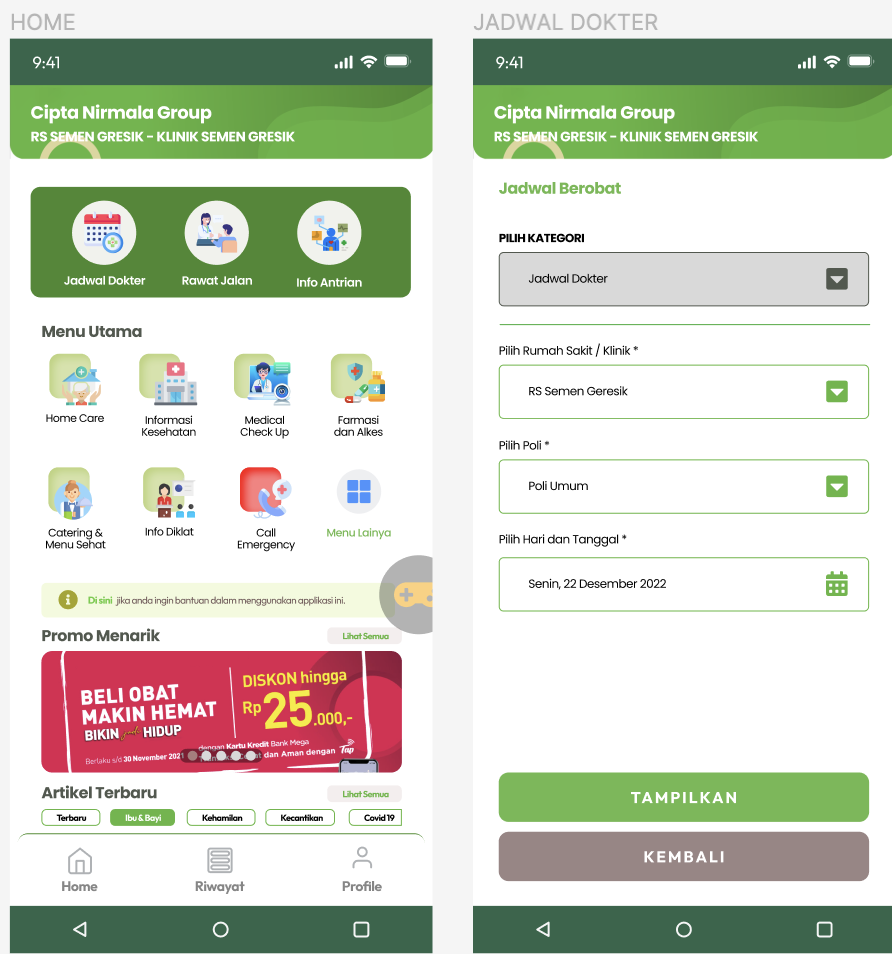 HOME
9:41
Cipta Nirmala Group
RS SEMEN GRESIK - KLINIK SEMEN GRESIK
Jadwal Dokter
Rawat Jalan
Info Antrian
Menu Utama
Home Care
Informasi
Kesehatan
Medical
Check Up
Farmasi
dan Alkes
Catering &
Menu Sehat
Info Diklat
Call
Emergency
Menu Lainya
Di sini jika anda ingin bantuan dalam menggunakan applikasi ini.
Promo Menarik
Lihat Semua
BELI OBAT
MAKIN HEMAT
BIKIN HIDUP
DISKON hingga
Rp25.000,-
dengan Kartu Kredit Bank Mega
Berlaku s/d 30 November 2021
dan Aman dengan Tap
Artikel Terbaru
Lihat Semua
Terbaru
Ibu & Bayi
Kehamilan
Kecantikan
Covid 19
Home
Riwayat
Profile
JADWAL DOKTER
9:41
Cipta Nirmala Group
RS SEMEN GRESIK - KLINIK SEMEN GRESIK
Jadwal Berobat
PILIH KATEGORI
Jadwal Dokter
Pilih Rumah Sakit / Klinik *
RS Semen Geresik
Pilih Poli *
Poli Umum
Pilih Hari dan Tanggal *
Senin, 22 Desember 2022
TAMPILKAN
KEMBALI